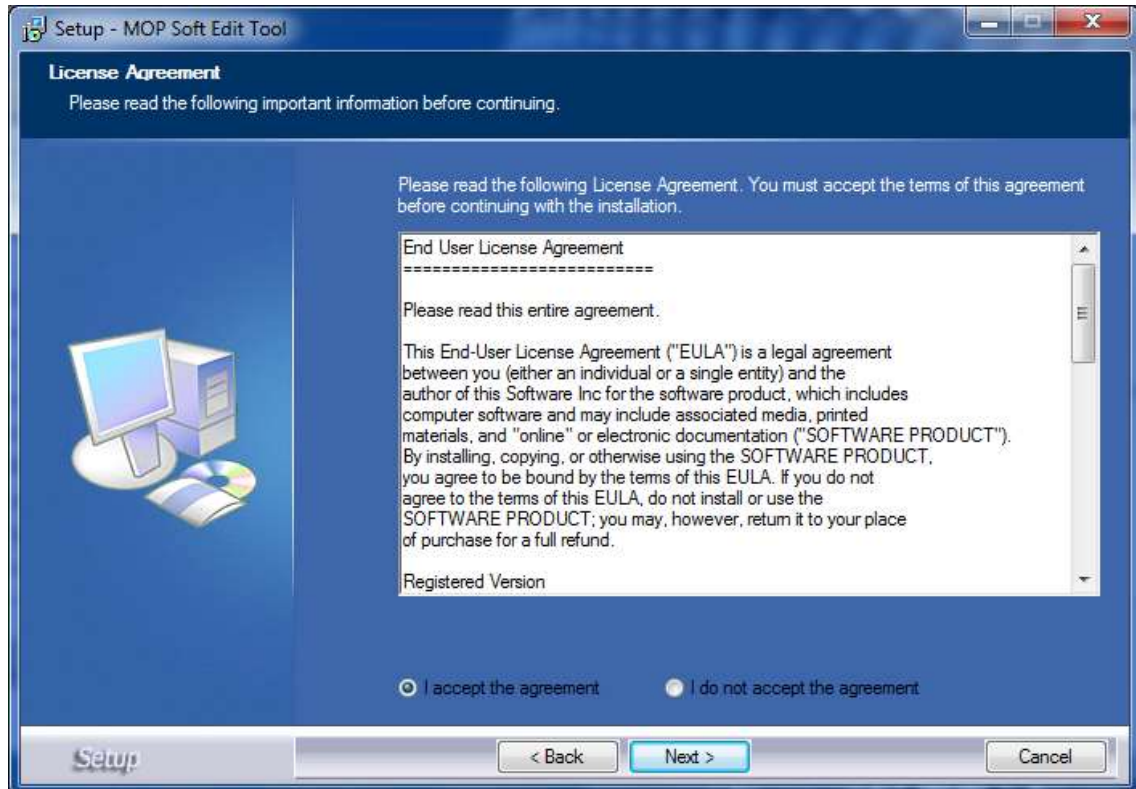 Setup - MOP Soft Edit Tool
License Agreement
Please read the following important information before continuing.
Please read the following License Agreement. You must accept the terms of this agreement
before continuing with the installation.
End User License Agreement
==========================
Please read this entire agreement.
This End-User License Agreement ("EULA") is a legal agreement
between you (either an individual or a single entity) and the
author of this Software Inc for the software product, which includes
computer software and may include associated media, printed
materials, and "online" or electronic documentation ("SOFTWARE PRODUCT").
By installing, copying, or otherwise using the SOFTWARE PRODUCT,
you agree to be bound by the terms of this EULA. If you do not
agree to the terms of this EULA, do not install or use the
SOFTWARE PRODUCT; you may, however, return it to your place
of purchase for a full refund.
Registered Version
I accept the agreement I do not accept the agreement
Setup < Back Next > Cancel